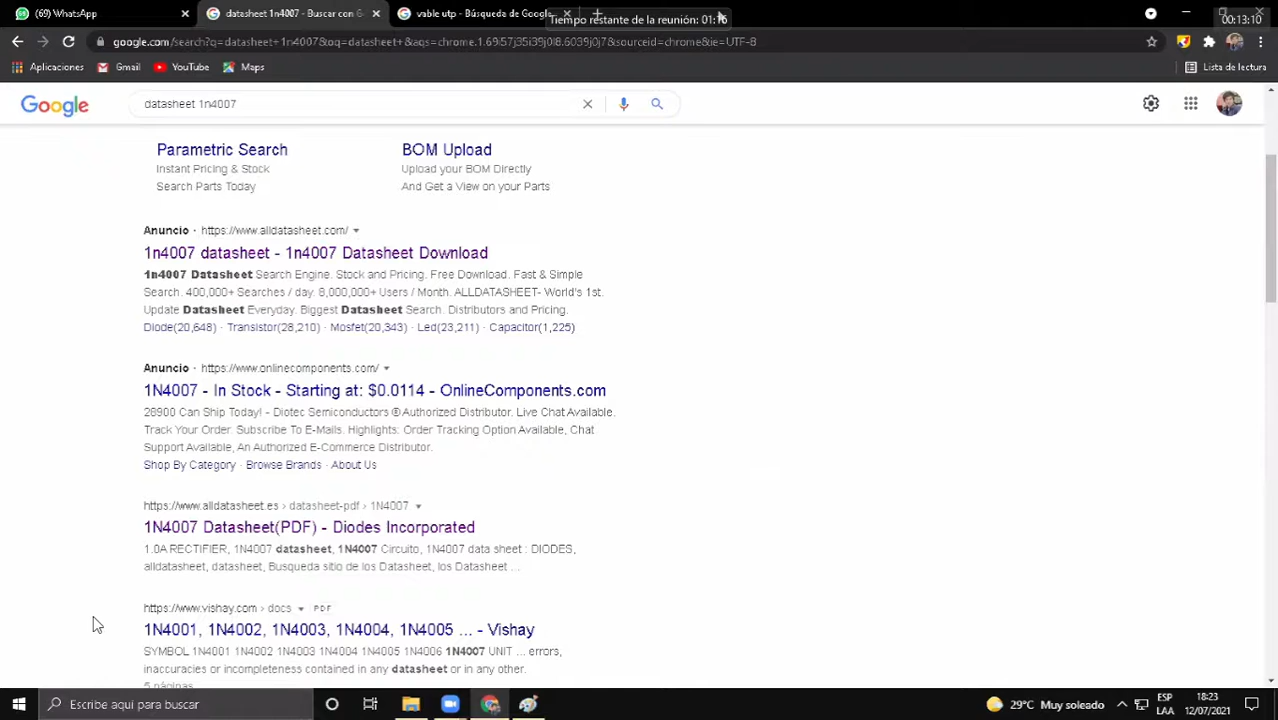 (69) WhatsApp
datasheet 1n4007 - Buscar con G
vable utp - Búsqueda de Google
Tiempo restante de la reunión: 01:16
00:13:10
google.com/search?q=datasheet+1n4007&oq=datasheet+&aqs=chrome.1.69i57j35i39j0i8.6039j0j7&sourceid=chrome&ie=UTF-8
Aplicaciones
Gmail
YouTube
Maps
Lista de lectura
Google
datasheet 1n4007
Parametric Search
BOM Upload
Instant Pricing & Stock
Upload your BOM Directly
Search Parts Today
And Get a View on your Parts
Anuncio · https://www.alldatasheet.com/
1n4007 datasheet - 1n4007 Datasheet Download
1n4007 Datasheet Search Engine. Stock and Pricing. Free Download. Fast & Simple
Search. 400,000+ Searches / day. 8,000,000+ Users / Month. ALLDATASHEET- World's 1st.
Update Datasheet Everyday. Biggest Datasheet Search. Distributors and Pricing.
Diode(20,648) · Transistor(28,210) · Mosfet(20,343) · Led(23,211) · Capacitor(1,225)
Anuncio · https://www.onlinecomponents.com/
1N4007 - In Stock - Starting at: $0.0114 - OnlineComponents.com
28900 Can Ship Today! - Diotec Semiconductors ® Authorized Distributor. Live Chat Available.
Track Your Order. Subscribe To E-Mails. Highlights: Order Tracking Option Available, Chat
Support Available, An Authorized E-Commerce Distributor.
Shop By Category · Browse Brands · About Us
https://www.alldatasheet.es › datasheet-pdf › 1N4007
1N4007 Datasheet(PDF) - Diodes Incorporated
1.0A RECTIFIER, 1N4007 datasheet, 1N4007 Circuito, 1N4007 data sheet : DIODES,
alldatasheet, datasheet, Busqueda sitio de los Datasheet, los Datasheet ...
https://www.vishay.com › docs PDF
1N4001, 1N4002, 1N4003, 1N4004, 1N4005 ... - Vishay
SYMBOL 1N4001 1N4002 1N4003 1N4004 1N4005 1N4006 1N4007 UNIT ... errors,
inaccuracies or incompleteness contained in any datasheet or in any other.
5 páginas
Escribe aquí para buscar
29°C Muy soleado
ESP
LAA
18:23
12/07/2021